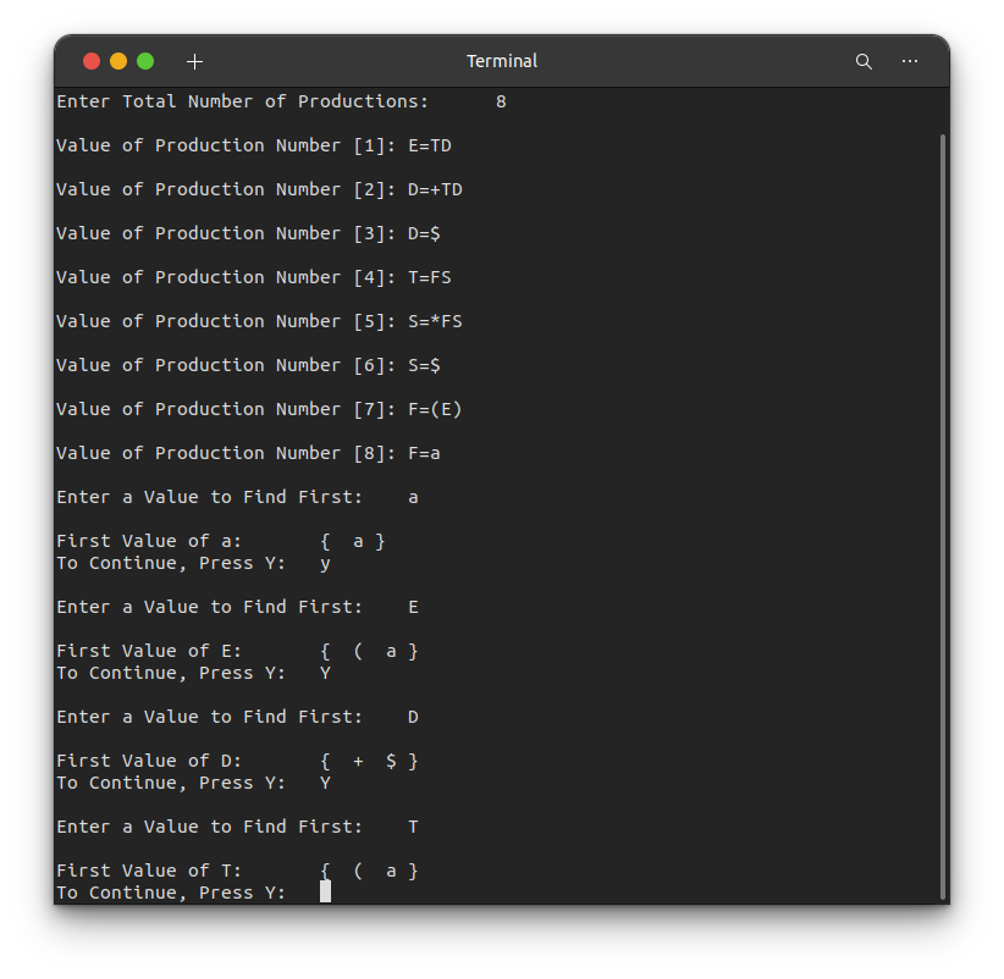 Terminal
Enter Total Number of Productions: 8
Value of Production Number [1]: E=TD
Value of Production Number [2]: D=+TD
Value of Production Number [3]: D=$
Value of Production Number [4]: T=FS
Value of Production Number [5]: S=*FS
Value of Production Number [6]: S=$
Value of Production Number [7]: F=(E)
Value of Production Number [8]: F=a
Enter a Value to Find First: a
First Value of a: { a }
To Continue, Press Y: y
Enter a Value to Find First: E
First Value of E: { ( a }
To Continue, Press Y: Y
Enter a Value to Find First: D
First Value of D: { + $ }
To Continue, Press Y: Y
Enter a Value to Find First: T
First Value of T: { ( a }
To Continue, Press Y: